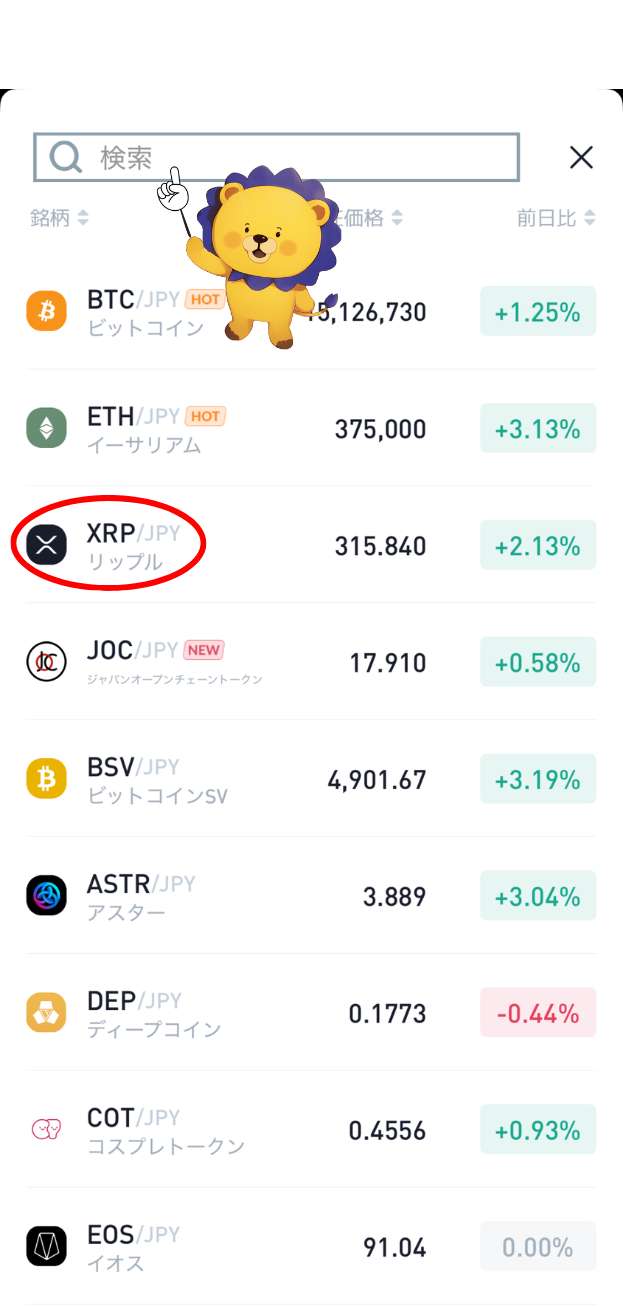 検索
銘柄
価格
前日比
BTC/JPY HOT
ビットコイン
5,126,730
+1.25%
ETH/JPY HOT
イーサリアム
375,000
+3.13%
XRP/JPY
リップル
315.840
+2.13%
JOC/JPY NEW
ジャパンオープンチェーントークン
17.910
+0.58%
BSV/JPY
ビットコインSV
4,901.67
+3.19%
ASTR/JPY
アスター
3.889
+3.04%
DEP/JPY
ディープコイン
0.1773
-0.44%
COT/JPY
コスプレトークン
0.4556
+0.93%
EOS/JPY
イオス
91.04
0.00%